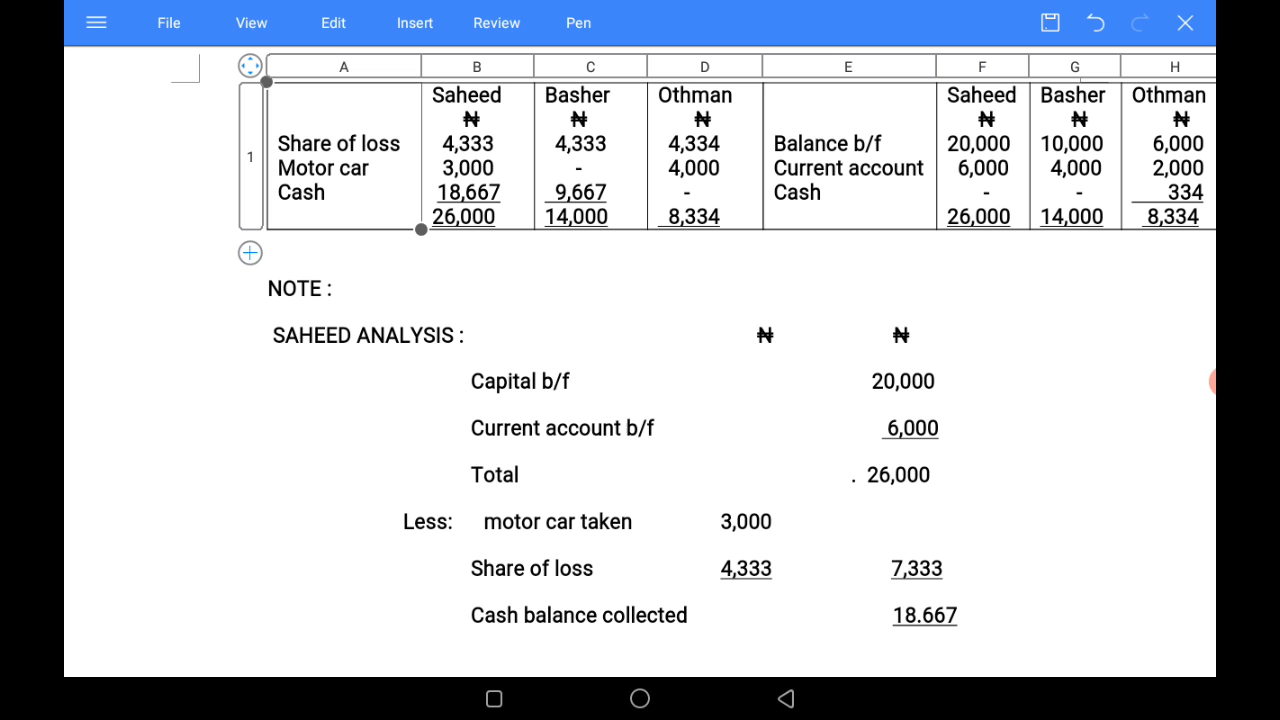 File View Edit Insert Review Pen
A B C D E F G H
Saheed Basher Othman Saheed Basher Othman
₦ ₦ ₦ ₦ ₦ ₦
Share of loss 4,333 4,333 4,334 Balance b/f 20,000 10,000 6,000
1 Motor car 3,000 - 4,000 Current account 6,000 4,000 2,000
Cash 18,667 9,667 - Cash - - 334
26,000 14,000 8,334 26,000 14,000 8,334
NOTE :
SAHEED ANALYSIS : ₦ ₦
Capital b/f 20,000
Current account b/f 6,000
Total . 26,000
Less: motor car taken 3,000
Share of loss 4,333 7,333
Cash balance collected 18.667